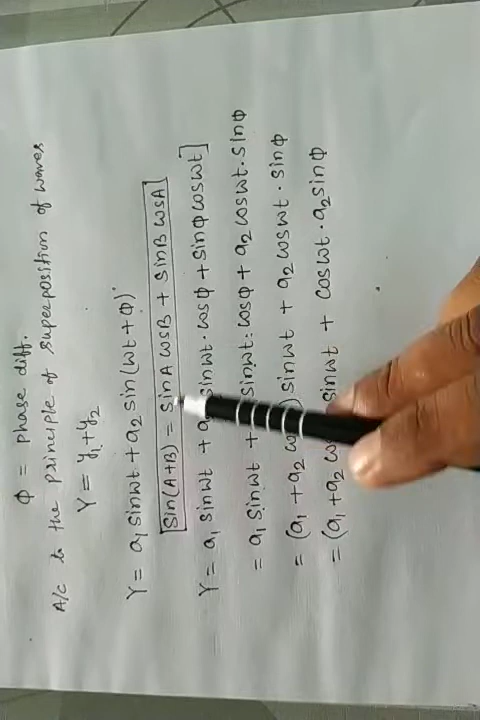 Φ = phase diff.
A/c to the principle of superposition of waves
Y = y₁+y₂
Y = a₁ sinωt + a₂ sin(ωt + Φ)
sin(A+B) = sinA cosB + sinB cosA
Y = a₁ sinωt + sinωt · cosΦ + sinΦ cosωt]
= a₁ sinωt + sinωt · cosΦ + a₂ cosωt · sinΦ
= (a₁ + a₂ ) sinωt + a₂ cosωt · sinΦ
= (a₁ + a₂ sinωt + cosωt · a₂ sinΦ